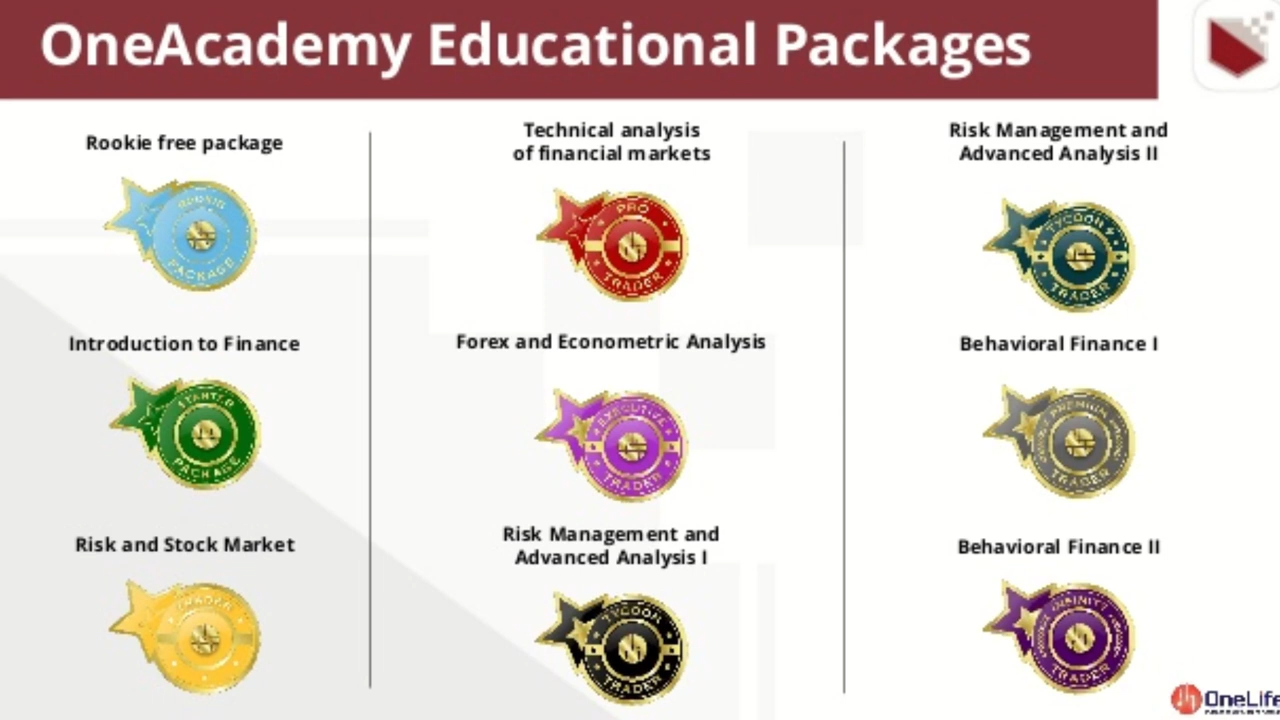 OneAcademy Educational Packages
Rookie free package
ROOKIE
PACKAGE
Introduction to Finance
STARTER
PACKAGE
Risk and Stock Market
TRADER
Technical analysis
of financial markets
PRO
TRADER
Forex and Econometric Analysis
EXECUTIVE
TRADER
Risk Management and
Advanced Analysis I
TYCOON
TRADER
Risk Management and
Advanced Analysis II
TYCOON
TRADER
Behavioral Finance I
PREMIUM
TRADER
Behavioral Finance II
INFINITY
TRADER
OneLife